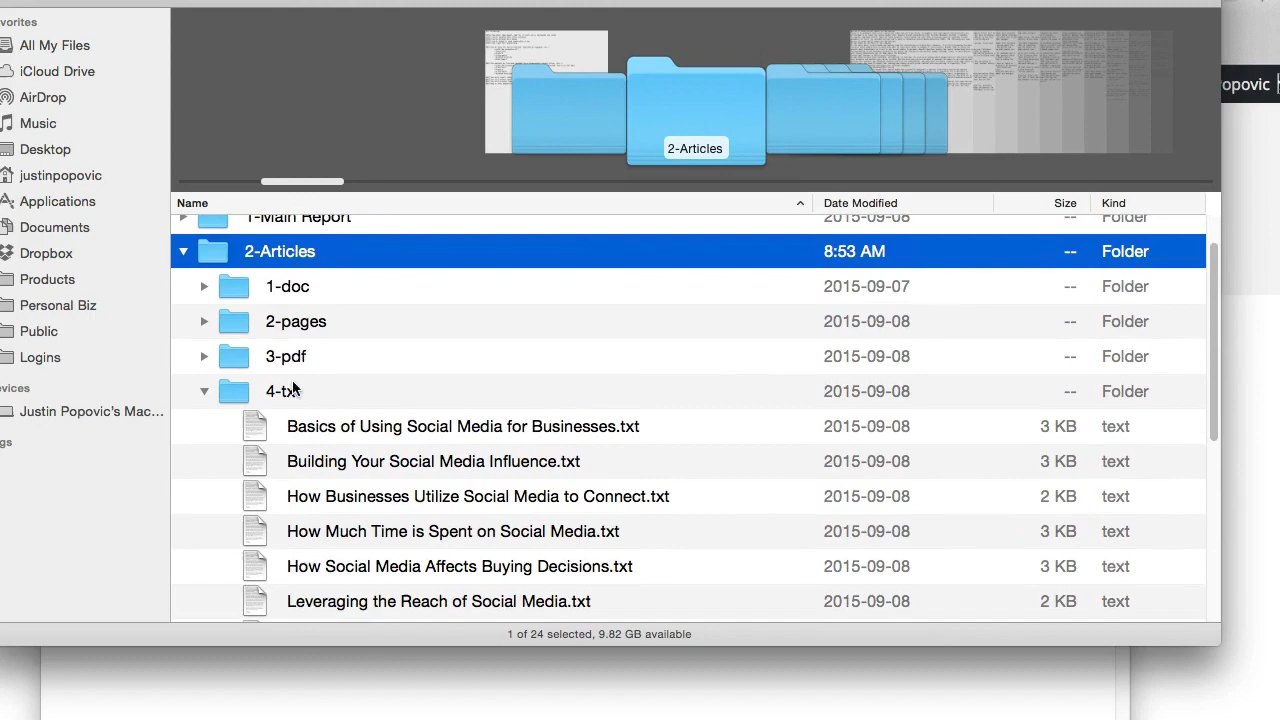 vorites
All My Files
iCloud Drive
AirDrop
Music
Desktop
justinpopovic
Applications
Documents
Dropbox
Products
Personal Biz
Public
Logins
evices
Justin Popovic's Mac...
gs
2-Articles
opovic
Name Date Modified Size Kind
1-Main Report 2015-09-08 -- Folder
2-Articles 8:53 AM -- Folder
1-doc 2015-09-07 -- Folder
2-pages 2015-09-08 -- Folder
3-pdf 2015-09-08 -- Folder
4-txt 2015-09-08 -- Folder
Basics of Using Social Media for Businesses.txt 2015-09-08 3 KB text
Building Your Social Media Influence.txt 2015-09-08 3 KB text
How Businesses Utilize Social Media to Connect.txt 2015-09-08 2 KB text
How Much Time is Spent on Social Media.txt 2015-09-08 3 KB text
How Social Media Affects Buying Decisions.txt 2015-09-08 3 KB text
Leveraging the Reach of Social Media.txt 2015-09-08 2 KB text
1 of 24 selected, 9.82 GB available